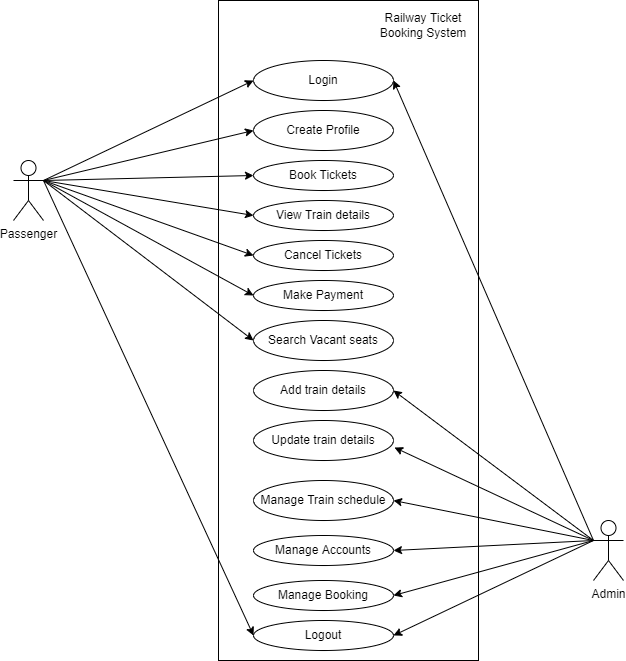 Railway Ticket
Booking System
Login
Create Profile
Book Tickets
View Train details
Passenger
Cancel Tickets
Make Payment
Search Vacant seats
Add train details
Update train details
Manage Train schedule
Manage Accounts
Manage Booking
Admin
Logout